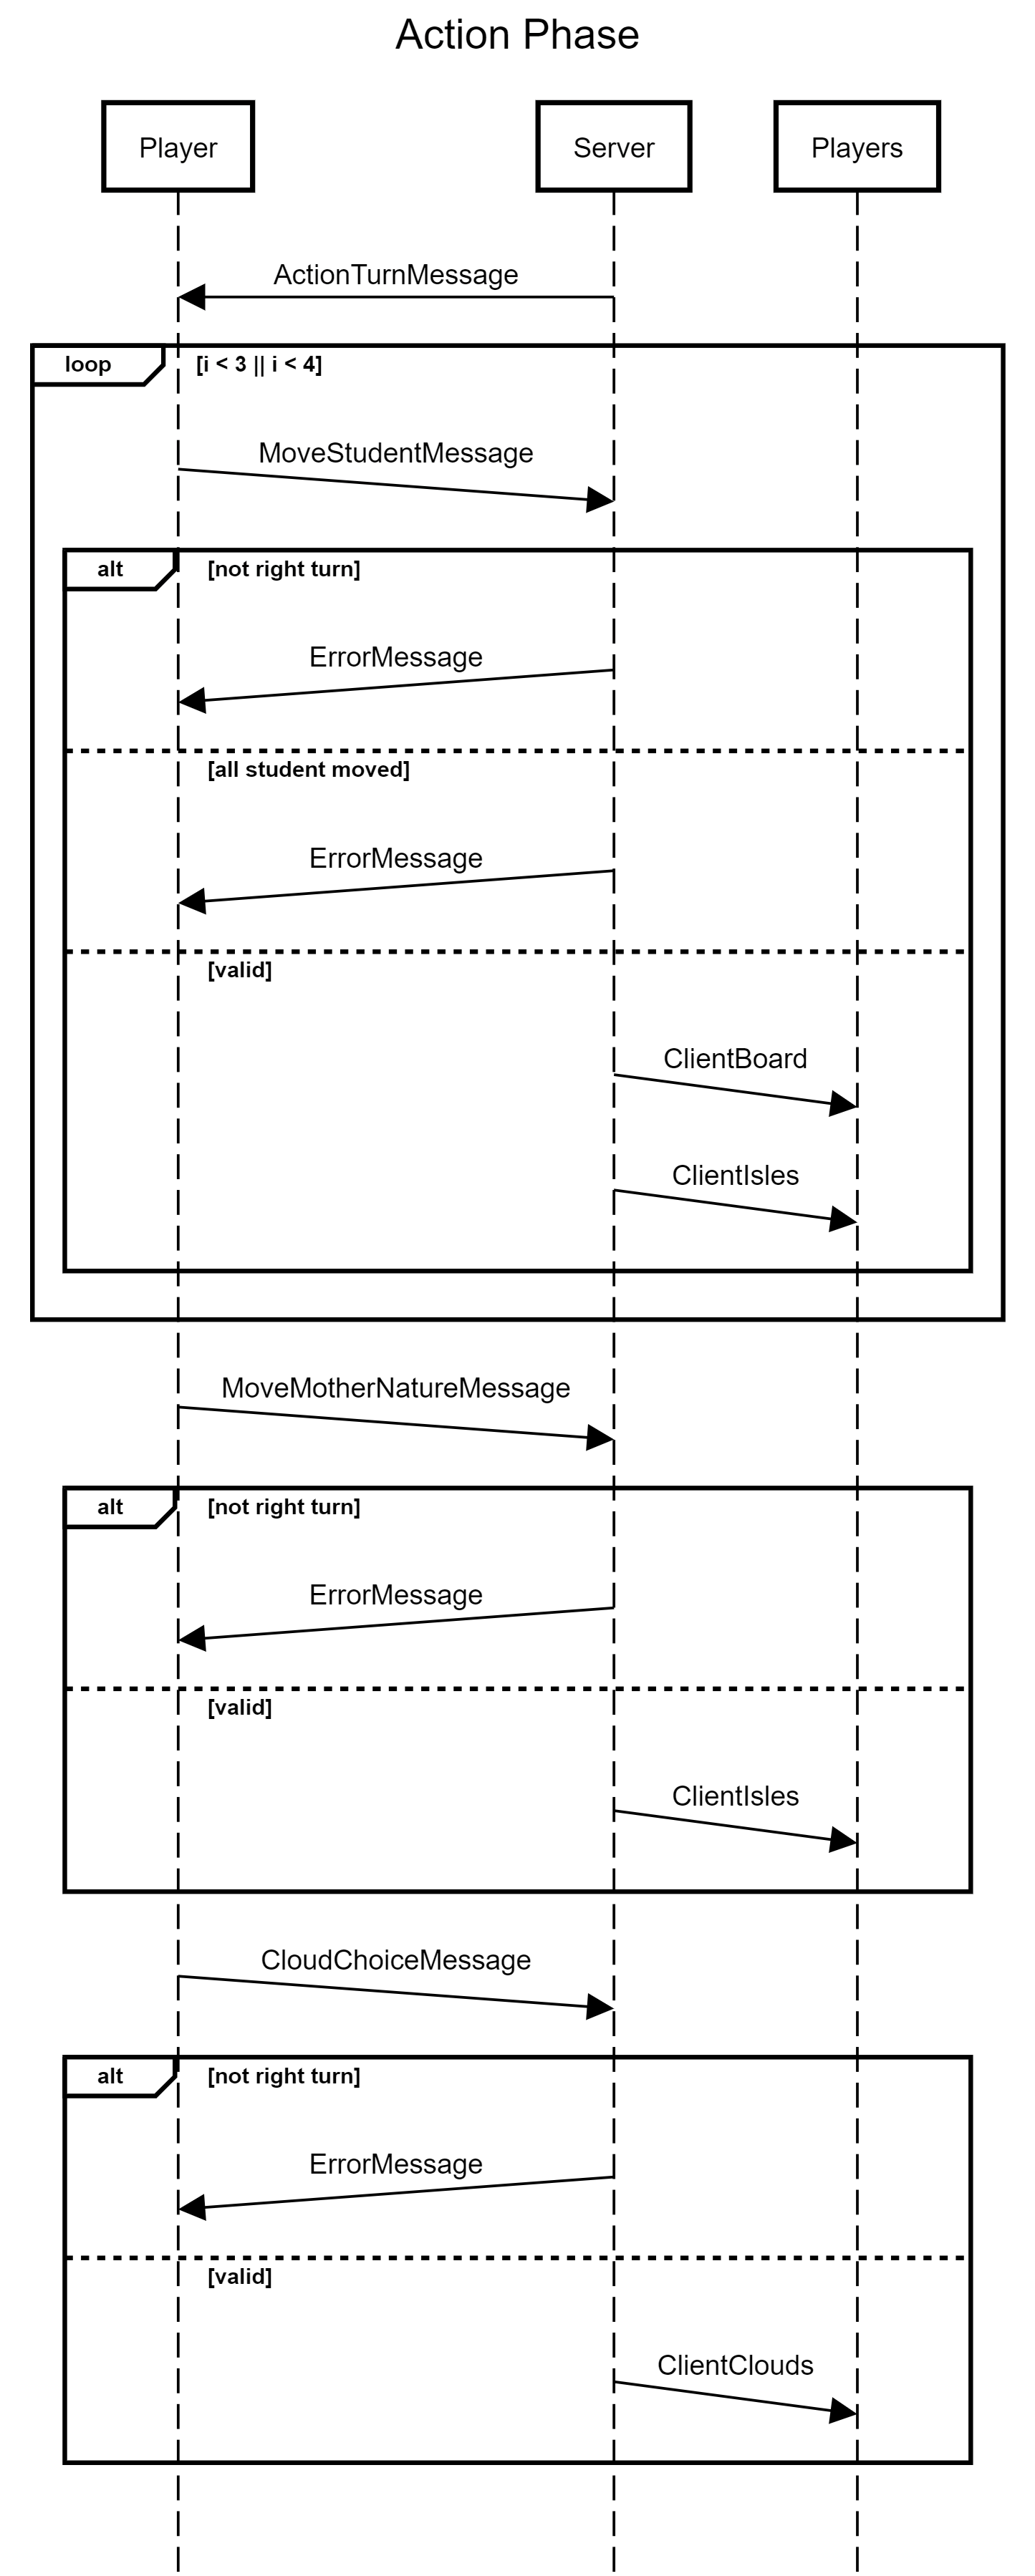 Action Phase
Player
Server
Players
ActionTurnMessage
loop
[i < 3 || i < 4]
MoveStudentMessage
alt
[not right turn]
ErrorMessage
[all student moved]
ErrorMessage
[valid]
ClientBoard
ClientIsles
MoveMotherNatureMessage
alt
[not right turn]
ErrorMessage
[valid]
ClientIsles
CloudChoiceMessage
alt
[not right turn]
ErrorMessage
[valid]
ClientClouds